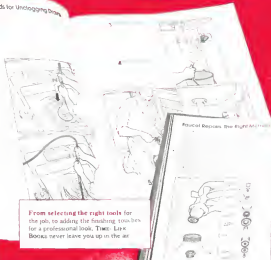 ds for Unclogging Drains
Faucet Repairs: The Right
From selecting the right tools for
the job, to adding the finishing touches
for a professional look, TIME-LIFE
BOOKS never leave you up in the air.